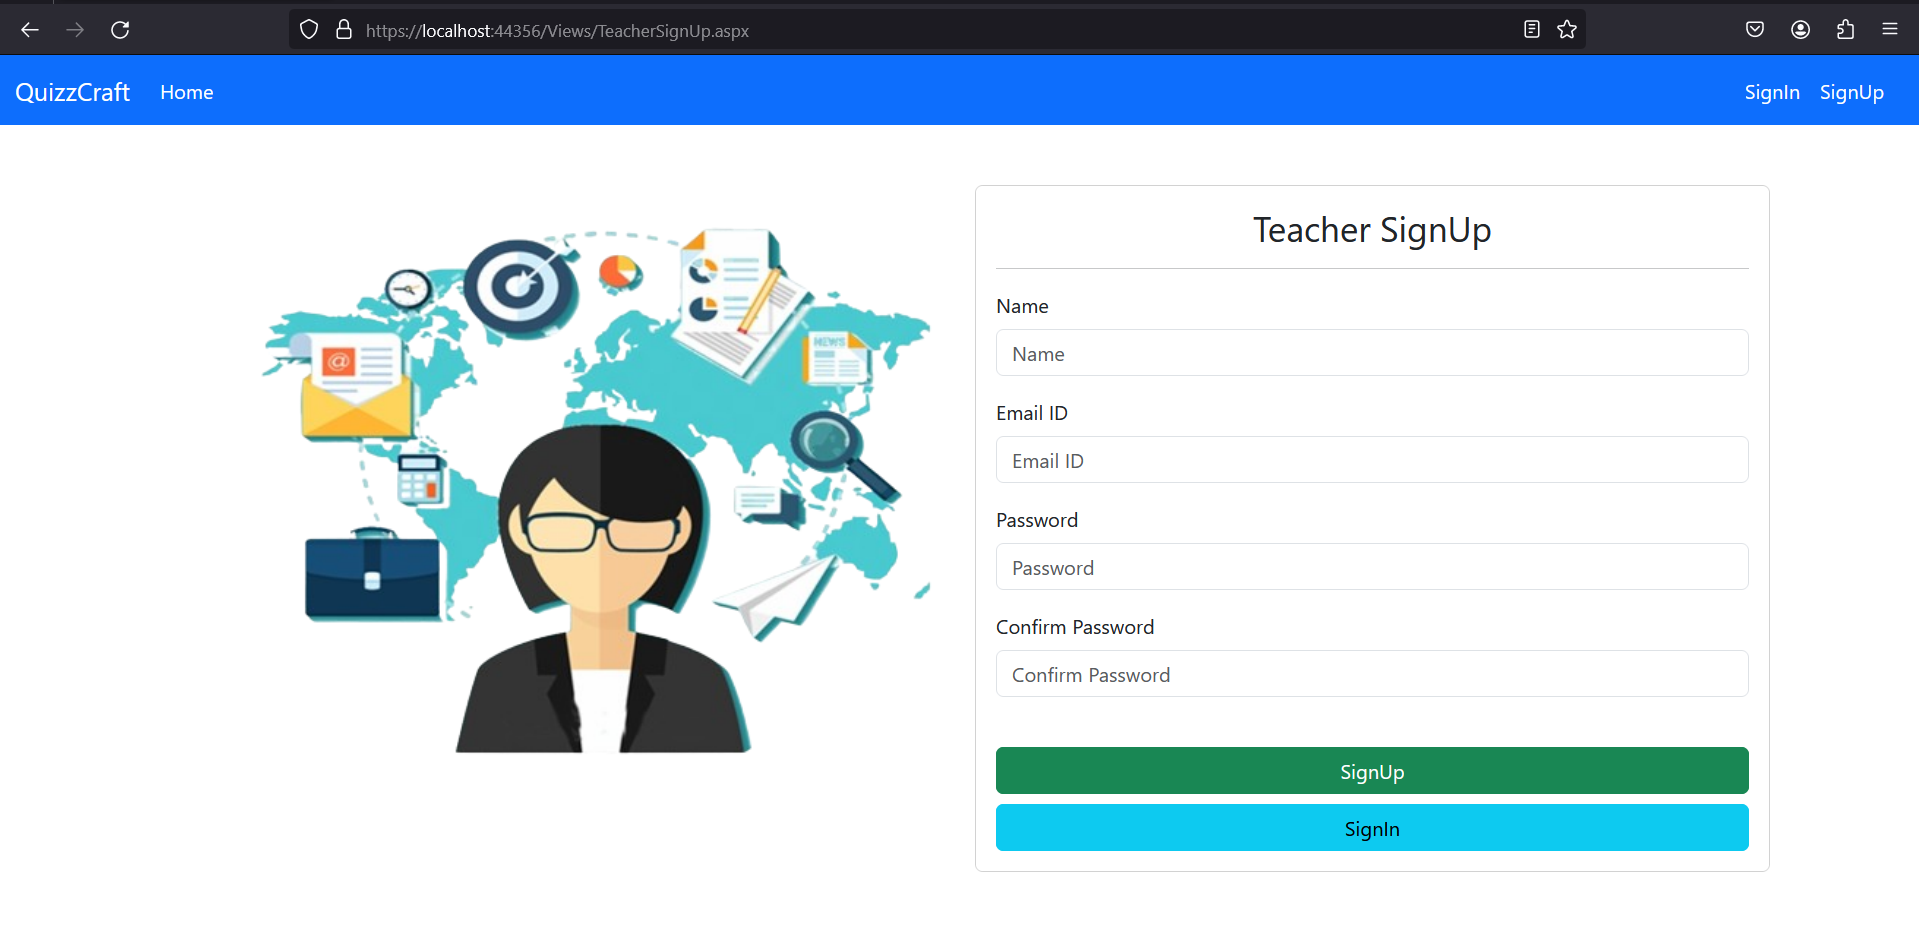 https://localhost:44356/Views/TeacherSignUp.aspx
QuizzCraft Home SignIn SignUp
Teacher SignUp
Name
Name
Email ID
Email ID
Password
Password
Confirm Password
Confirm Password
SignUp
SignIn
@
NEWS